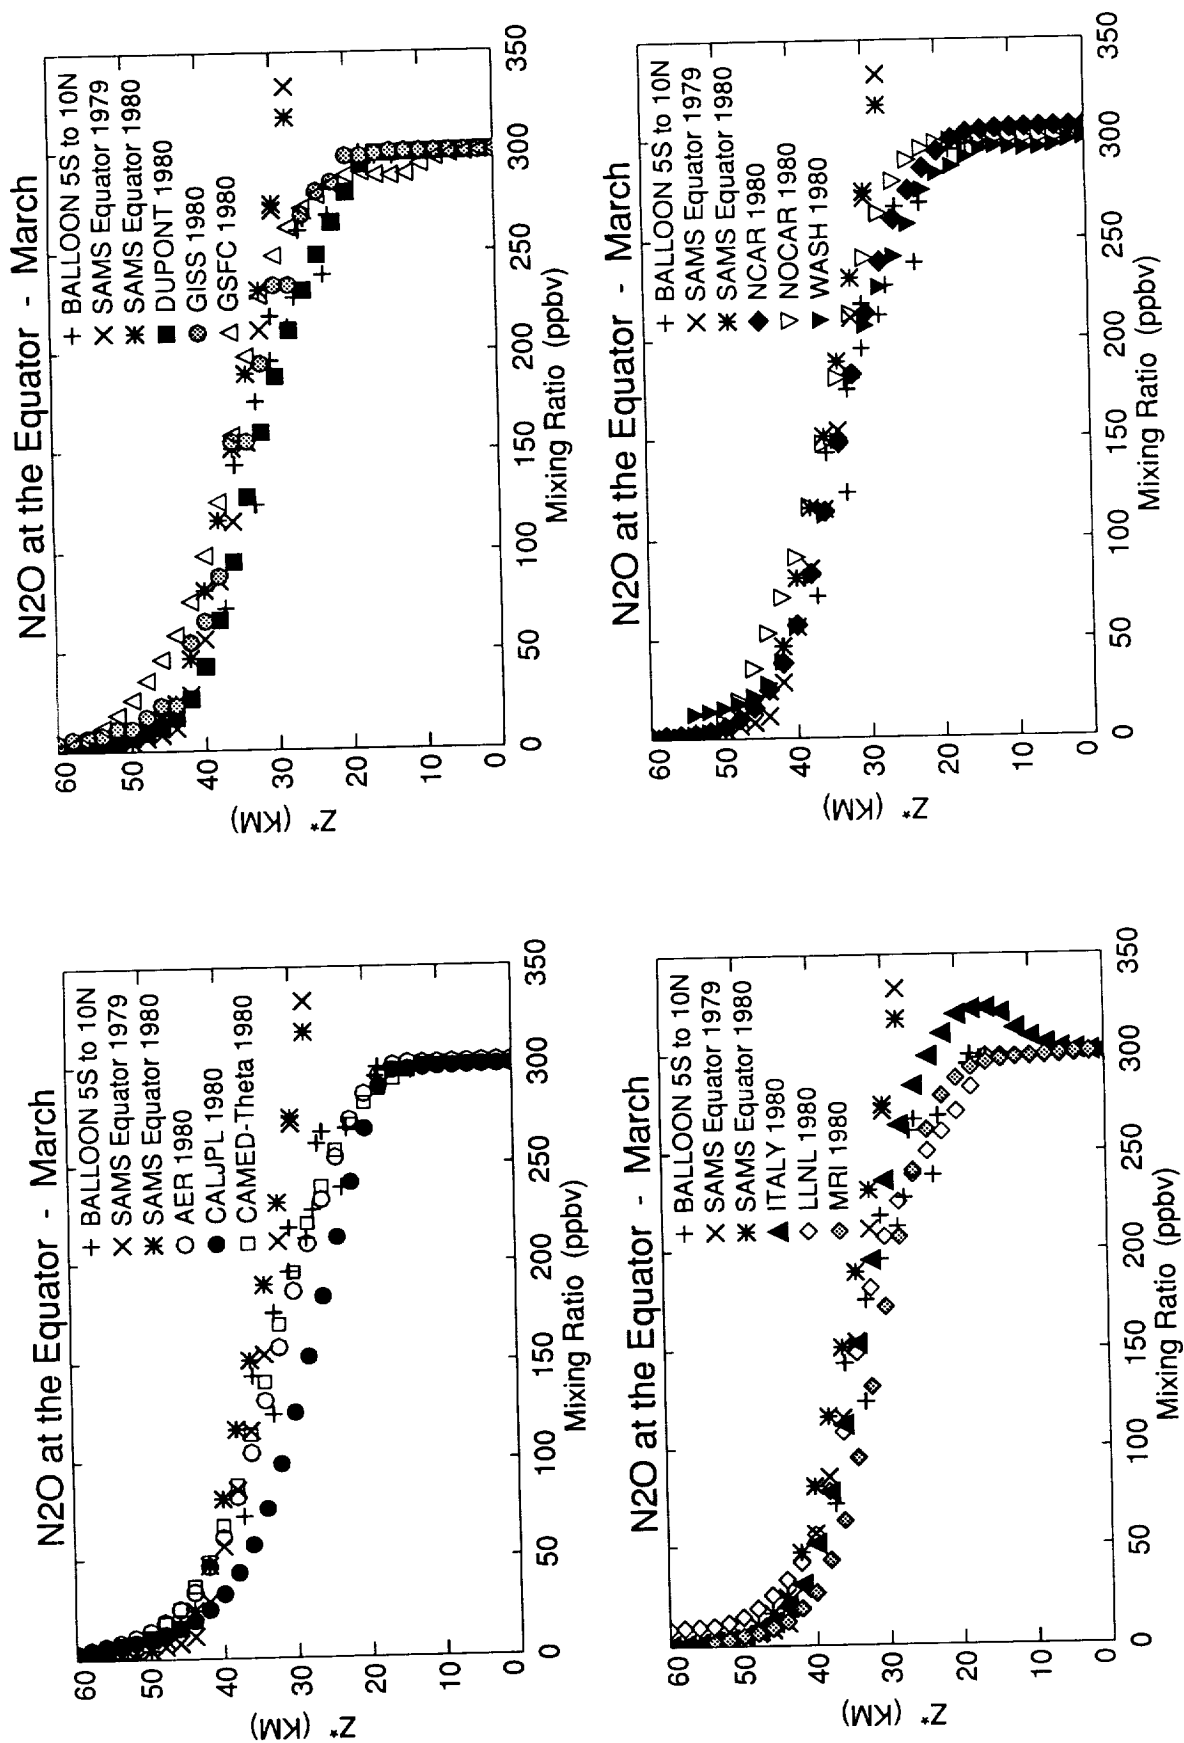 N2O at the Equator - March
+ BALLOON 5S to 10N
× SAMS Equator 1979
SAMS Equator 1980
AER 1980
CALJPL 1980
CAMED-Theta 1980
Z* (KM)
60
50
40
30
20
10
0
0
50
100
150
200
250
300
350
Mixing Ratio (ppbv)
N2O at the Equator - March
+ BALLOON 5S to 10N
× SAMS Equator 1979
SAMS Equator 1980
DUPONT 1980
GISS 1980
GSFC 1980
Z* (KM)
60
50
40
30
20
10
0
0
50
100
150
200
250
300
350
Mixing Ratio (ppbv)
N2O at the Equator - March
+ BALLOON 5S to 10N
× SAMS Equator 1979
SAMS Equator 1980
ITALY 1980
LLNL 1980
MRI 1980
Z* (KM)
60
50
40
30
20
10
0
0
50
100
150
200
250
300
350
Mixing Ratio (ppbv)
N2O at the Equator - March
+ BALLOON 5S to 10N
× SAMS Equator 1979
SAMS Equator 1980
NCAR 1980
NOCAR 1980
WASH 1980
Z* (KM)
60
50
40
30
20
10
0
0
50
100
150
200
250
300
350
Mixing Ratio (ppbv)